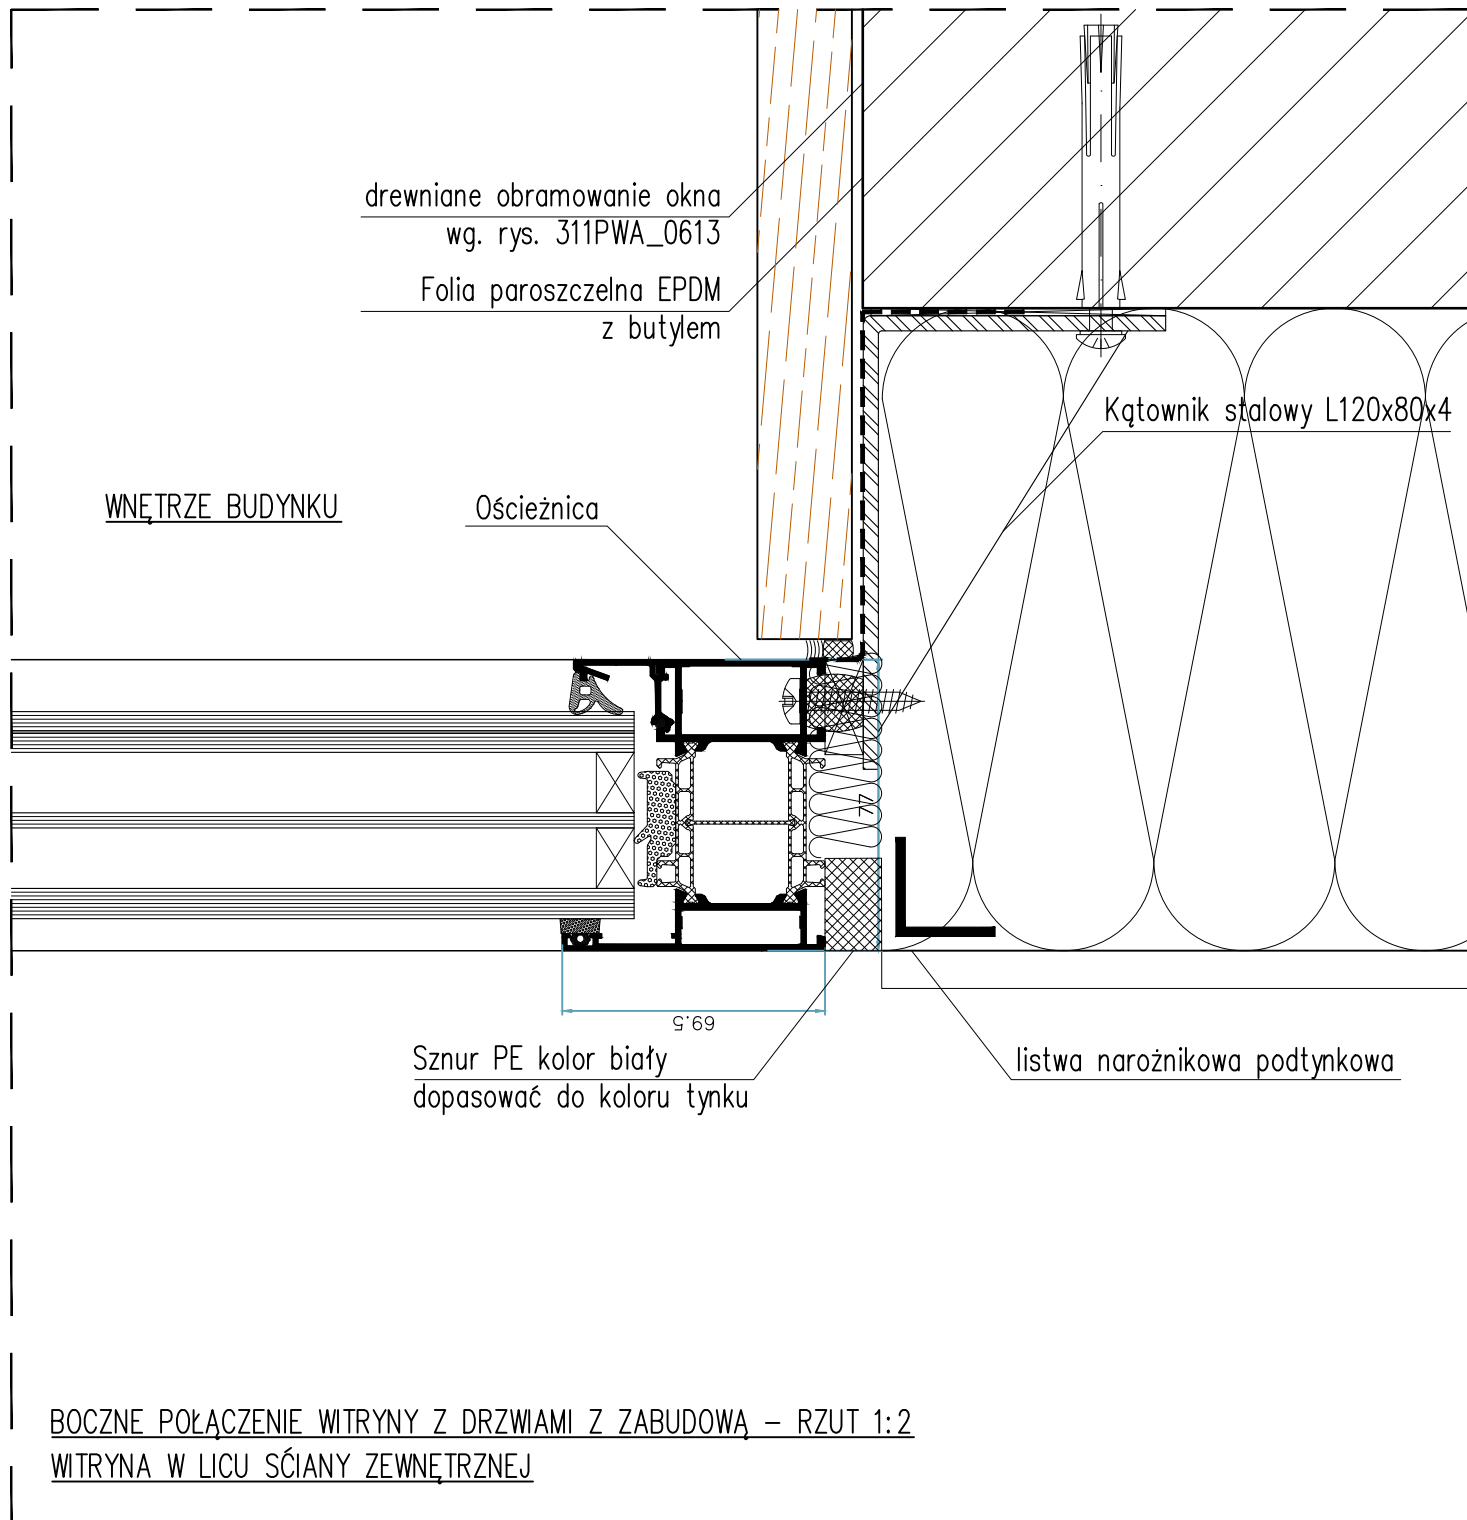 drewniane obramowanie okna
wg. rys. 311PWA_0613
Folia paroszczelna EPDM
z butylem
Kątownik stalowy L120x80x4
WNĘTRZE BUDYNKU
Ościeżnica
77
69.5
Sznur PE kolor biały
dopasować do koloru tynku
listwa narożnikowa podtynkowa
BOCZNE POŁĄCZENIE WITRYNY Z DRZWIAMI Z ZABUDOWĄ – RZUT 1:2
WITRYNA W LICU SĆIANY ZEWNĘTRZNEJ